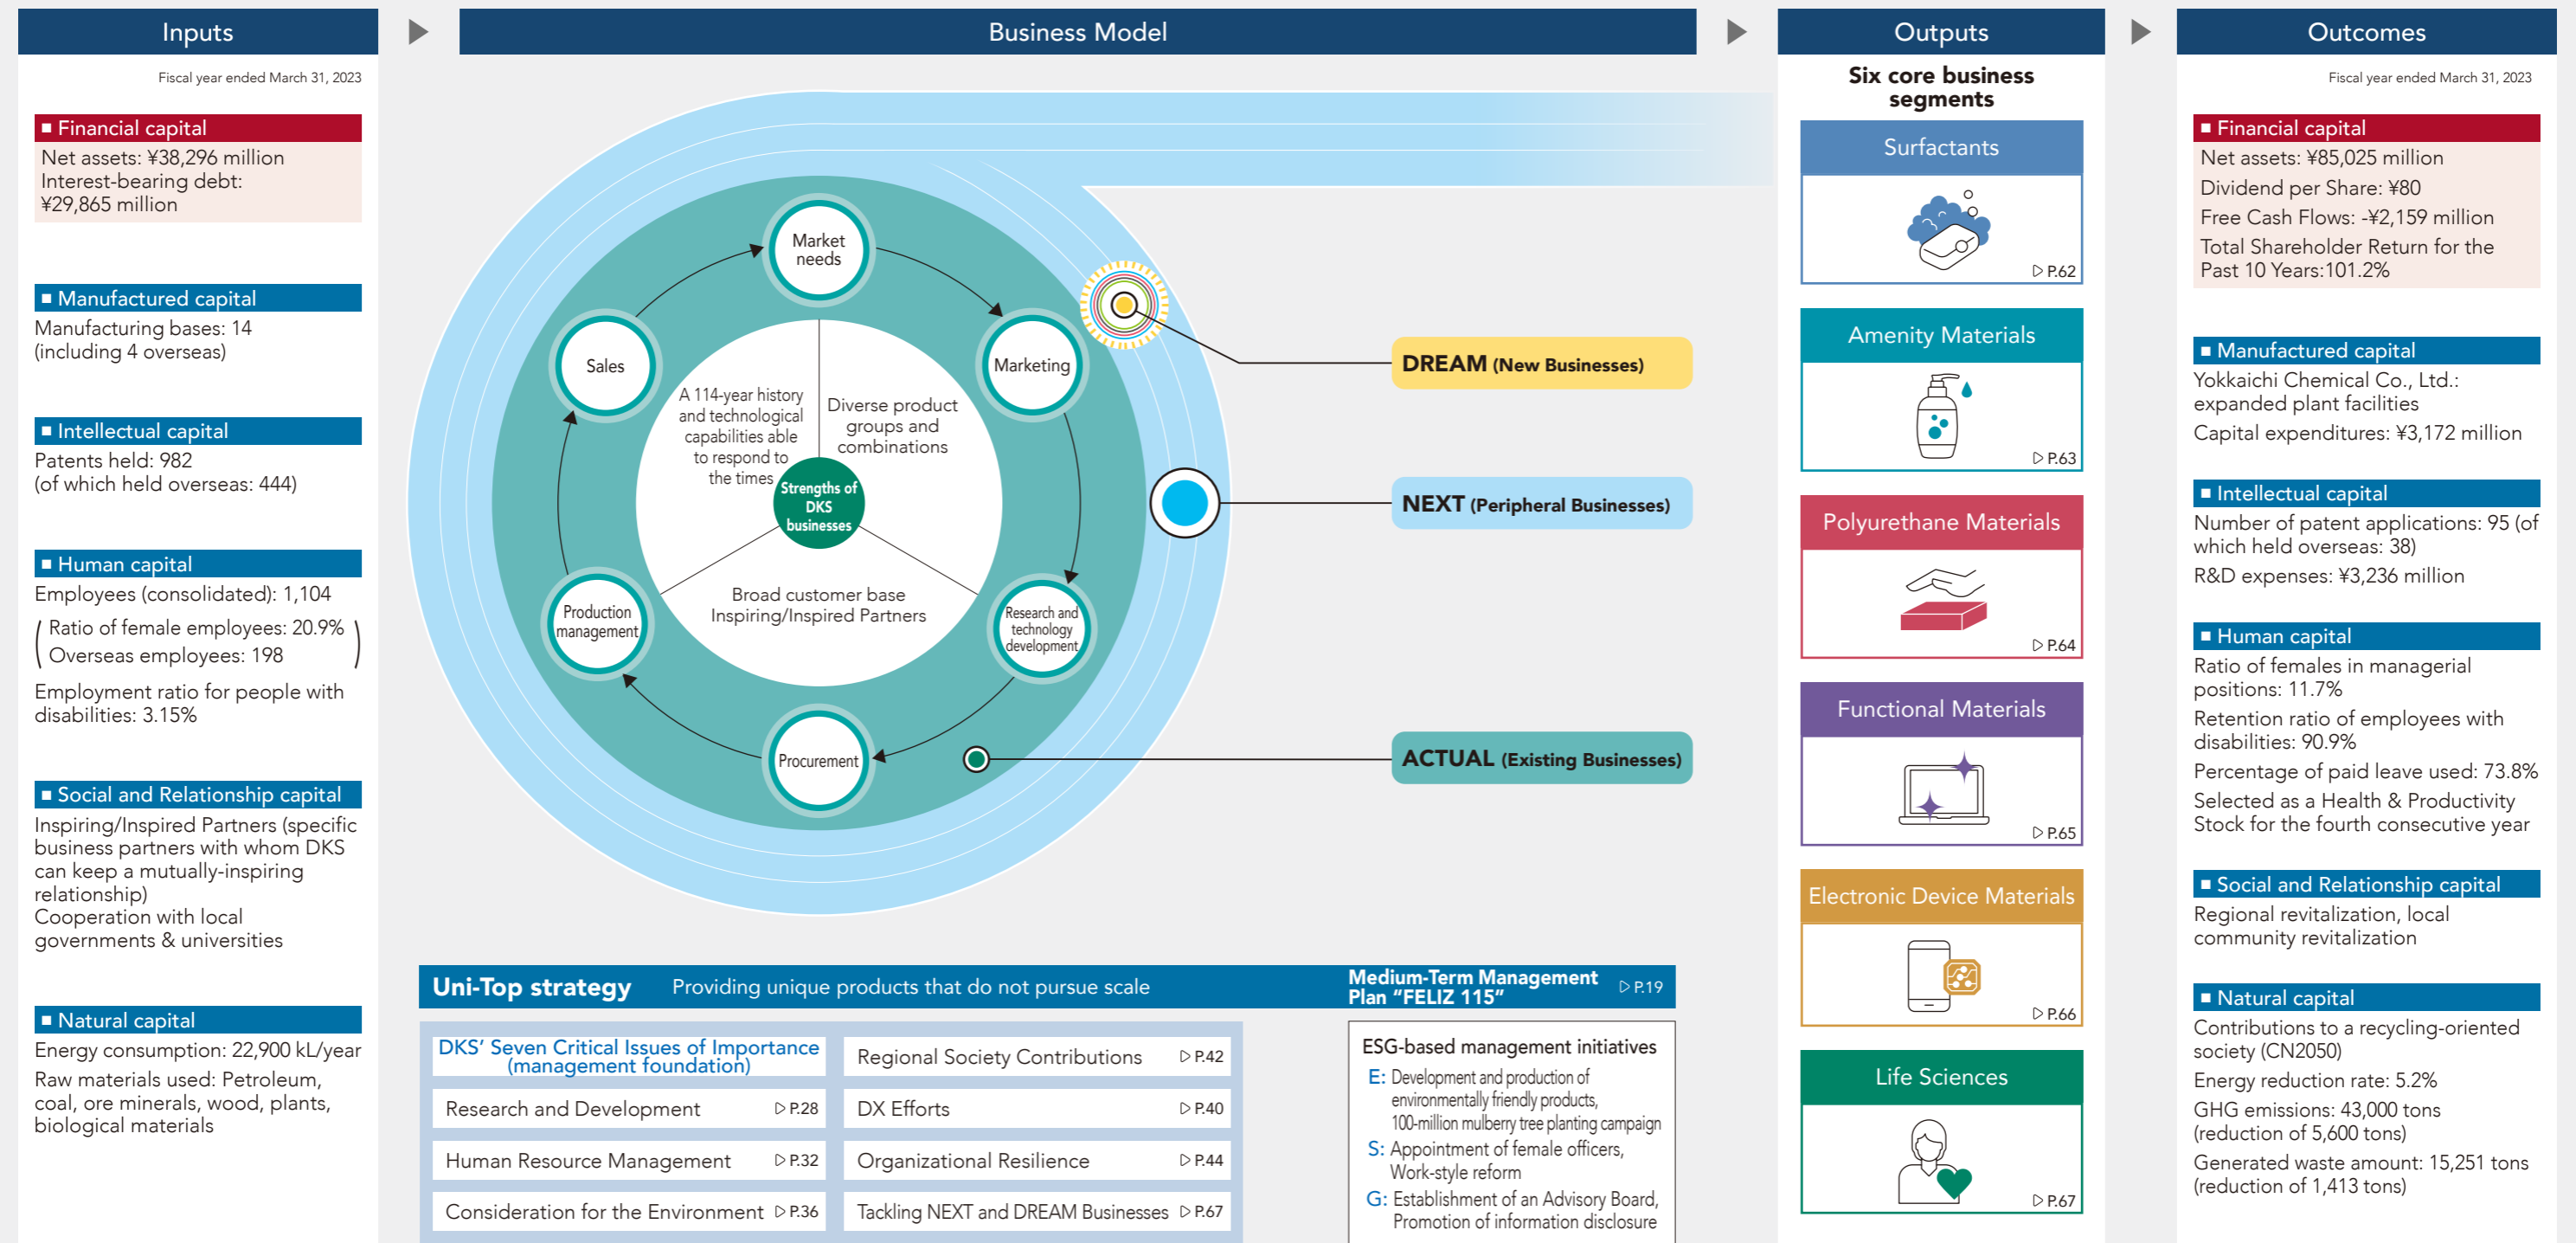 Inputs
Fiscal year ended March 31, 2023
■ Financial capital
Net assets: ¥38,296 million
Interest-bearing debt:
¥29,865 million
■ Manufactured capital
Manufacturing bases: 14
(including 4 overseas)
■ Intellectual capital
Patents held: 982
(of which held overseas: 444)
■ Human capital
Employees (consolidated): 1,104
( Ratio of female employees: 20.9%
Overseas employees: 198 )
Employment ratio for people with
disabilities: 3.15%
■ Social and Relationship capital
Inspiring/Inspired Partners (specific
business partners with whom DKS
can keep a mutually-inspiring
relationship)
Cooperation with local
governments & universities
■ Natural capital
Energy consumption: 22,900 kL/year
Raw materials used: Petroleum,
coal, ore minerals, wood, plants,
biological materials
Business Model
Market
needs
Marketing
Research and
technology
development
Procurement
Production
management
Sales
A 114-year history
and technological
capabilities able
to respond to
the times
Diverse product
groups and
combinations
Strengths of
DKS
businesses
Broad customer base
Inspiring/Inspired Partners
DREAM (New Businesses)
NEXT (Peripheral Businesses)
ACTUAL (Existing Businesses)
Uni-Top strategy Providing unique products that do not pursue scale
Medium-Term Management
Plan “FELIZ 115” ▷ P.19
DKS’ Seven Critical Issues of Importance
(management foundation)
Research and Development ▷ P.28
Human Resource Management ▷ P.32
Consideration for the Environment ▷ P.36
Regional Society Contributions ▷ P.42
DX Efforts ▷ P.40
Organizational Resilience ▷ P.44
Tackling NEXT and DREAM Businesses ▷ P.67
ESG-based management initiatives
E: Development and production of
environmentally friendly products,
100-million mulberry tree planting campaign
S: Appointment of female officers,
Work-style reform
G: Establishment of an Advisory Board,
Promotion of information disclosure
Outputs
Six core business
segments
Surfactants
▷ P.62
Amenity Materials
▷ P.63
Polyurethane Materials
▷ P.64
Functional Materials
▷ P.65
Electronic Device Materials
▷ P.66
Life Sciences
▷ P.67
Outcomes
Fiscal year ended March 31, 2023
■ Financial capital
Net assets: ¥85,025 million
Dividend per Share: ¥80
Free Cash Flows: -¥2,159 million
Total Shareholder Return for the
Past 10 Years:101.2%
■ Manufactured capital
Yokkaichi Chemical Co., Ltd.:
expanded plant facilities
Capital expenditures: ¥3,172 million
■ Intellectual capital
Number of patent applications: 95 (of
which held overseas: 38)
R&D expenses: ¥3,236 million
■ Human capital
Ratio of females in managerial
positions: 11.7%
Retention ratio of employees with
disabilities: 90.9%
Percentage of paid leave used: 73.8%
Selected as a Health & Productivity
Stock for the fourth consecutive year
■ Social and Relationship capital
Regional revitalization, local
community revitalization
■ Natural capital
Contributions to a recycling-oriented
society (CN2050)
Energy reduction rate: 5.2%
GHG emissions: 43,000 tons
(reduction of 5,600 tons)
Generated waste amount: 15,251 tons
(reduction of 1,413 tons)